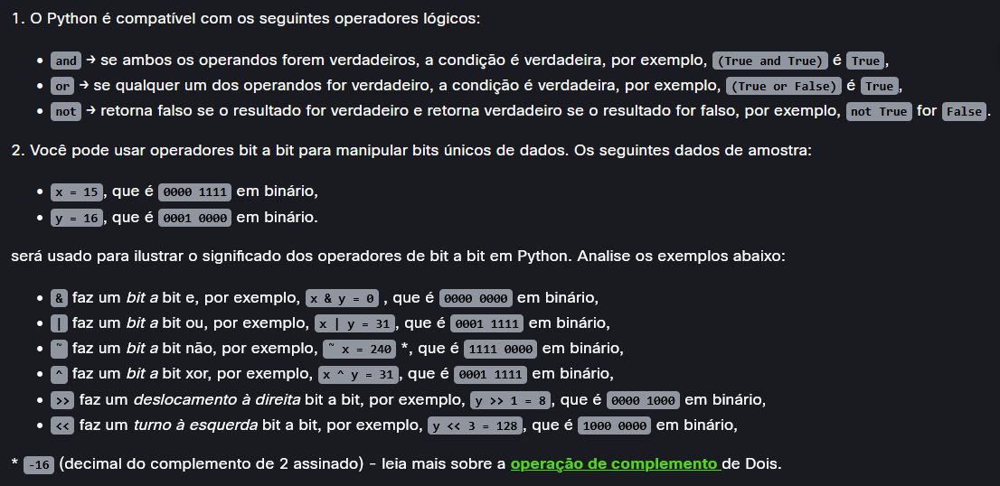 1. O Python é compatível com os seguintes operadores lógicos:
• and → se ambos os operandos forem verdadeiros, a condição é verdadeira, por exemplo, (True and True) é True,
• or → se qualquer um dos operandos for verdadeiro, a condição é verdadeira, por exemplo, (True or False) é True,
• not → retorna falso se o resultado for verdadeiro e retorna verdadeiro se o resultado for falso, por exemplo, not True for False.
2. Você pode usar operadores bit a bit para manipular bits únicos de dados. Os seguintes dados de amostra:
• x = 15, que é 0000 1111 em binário,
• y = 16, que é 0001 0000 em binário.
será usado para ilustrar o significado dos operadores de bit a bit em Python. Analise os exemplos abaixo:
• & faz um bit a bit e, por exemplo, x & y = 0 , que é 0000 0000 em binário,
• | faz um bit a bit ou, por exemplo, x | y = 31, que é 0001 1111 em binário,
• ~ faz um bit a bit não, por exemplo, ~ x = 240 *, que é 1111 0000 em binário,
• ^ faz um bit a bit xor, por exemplo, x ^ y = 31, que é 0001 1111 em binário,
• >> faz um deslocamento à direita bit a bit, por exemplo, y >> 1 = 8, que é 0000 1000 em binário,
• << faz um turno à esquerda bit a bit, por exemplo, y << 3 = 128, que é 1000 0000 em binário,
* -16 (decimal do complemento de 2 assinado) - leia mais sobre a operação de complemento de Dois.